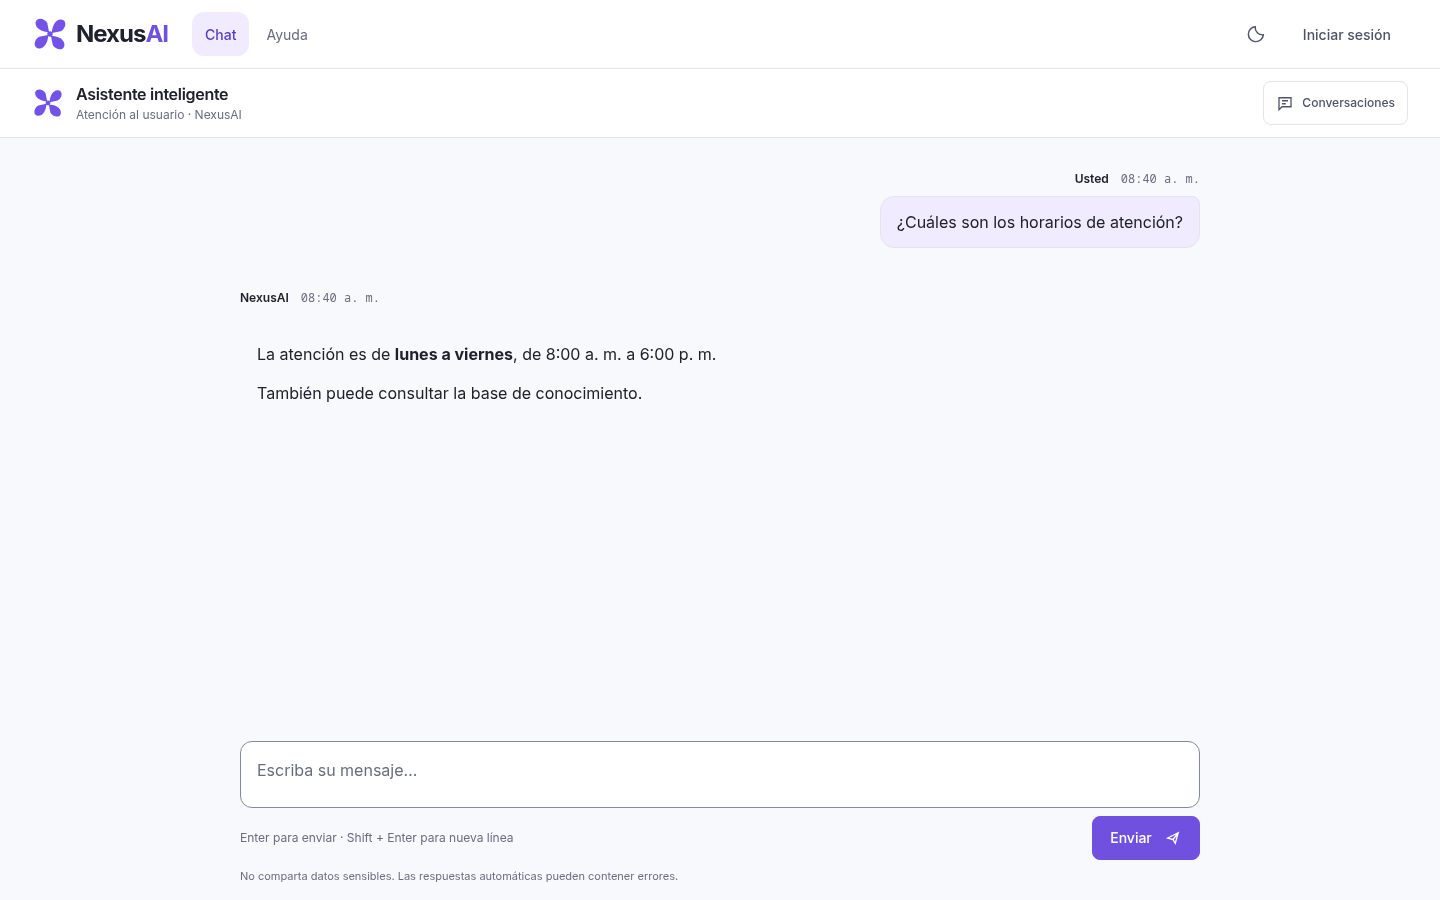 NexusAI
Chat
Ayuda
Iniciar sesión
Asistente inteligente
Atención al usuario · NexusAI
Conversaciones
Usted 08:40 a. m.
¿Cuáles son los horarios de atención?
NexusAI 08:40 a. m.
La atención es de lunes a viernes, de 8:00 a. m. a 6:00 p. m.
También puede consultar la base de conocimiento.
Escriba su mensaje...
Enter para enviar · Shift + Enter para nueva línea
Enviar
No comparta datos sensibles. Las respuestas automáticas pueden contener errores.